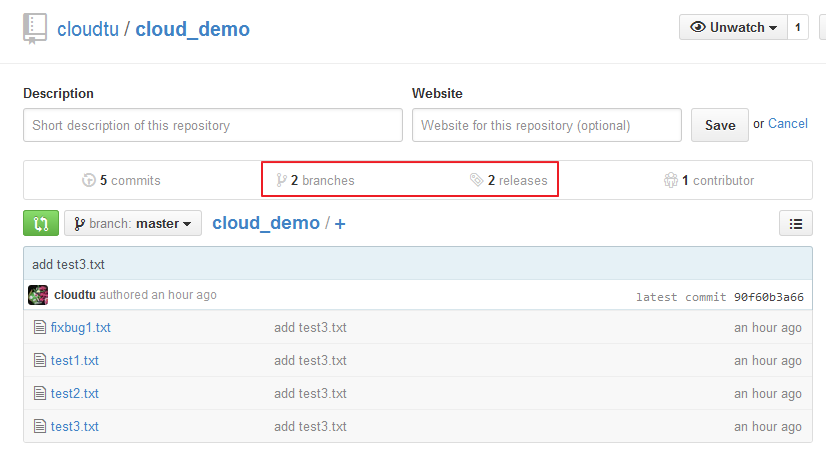 cloudtu / cloud_demo
Unwatch 1
Description Website
Short description of this repository Website for this repository (optional) Save or Cancel
5 commits 2 branches 2 releases 1 contributor
branch: master cloud_demo / +
add test3.txt
cloudtu authored an hour ago latest commit 90f60b3a66
fixbug1.txt add test3.txt an hour ago
test1.txt add test3.txt an hour ago
test2.txt add test3.txt an hour ago
test3.txt add test3.txt an hour ago